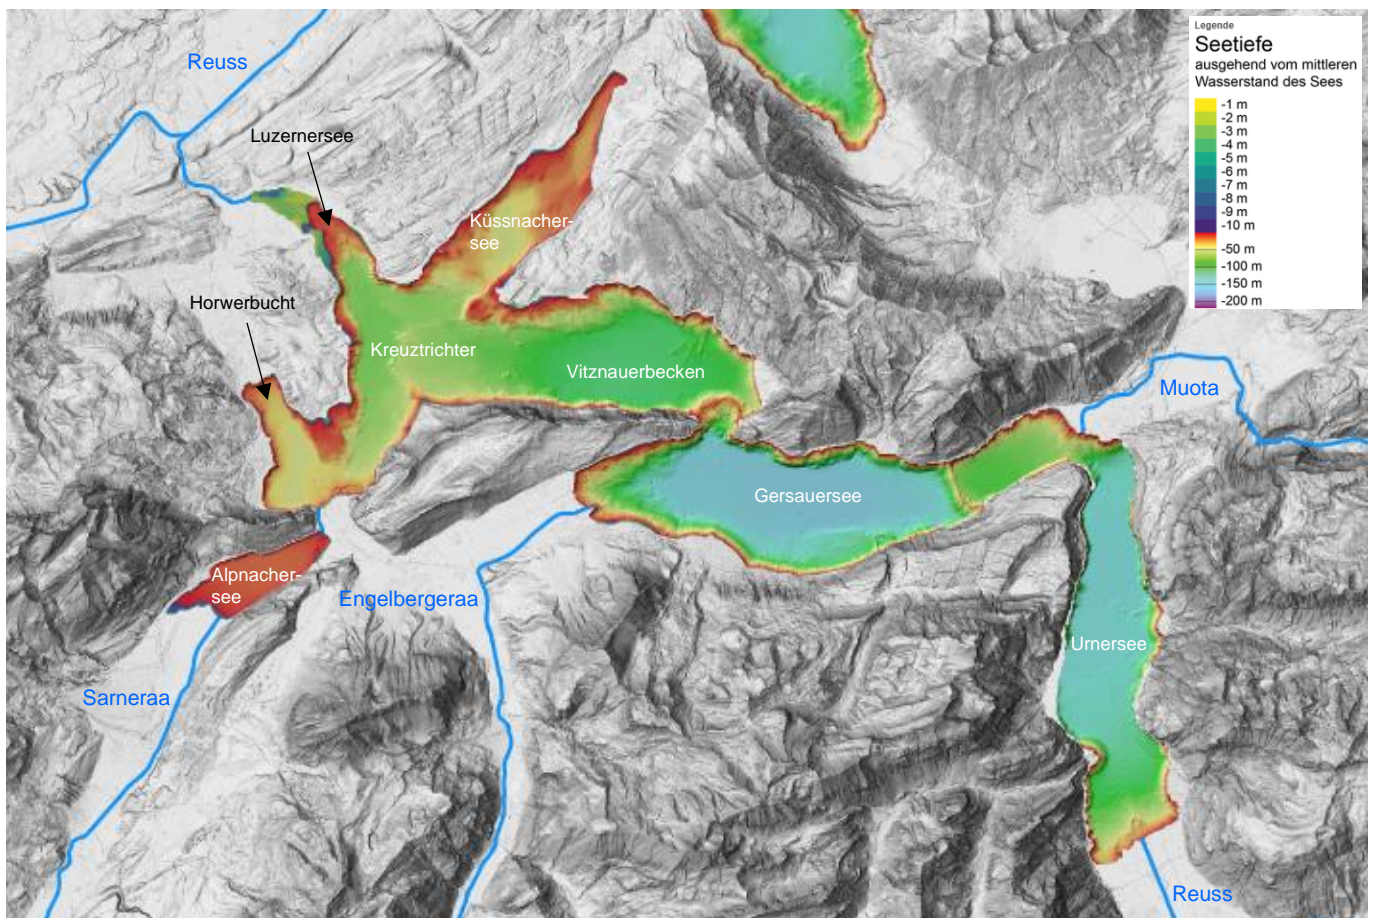 Legende
Seetiefe
ausgehend vom mittleren
Wasserstand des Sees
-1 m
-2 m
-3 m
-4 m
-5 m
-6 m
-7 m
-8 m
-9 m
-10 m
-50 m
-100 m
-150 m
-200 m
Reuss
Luzernersee
Küssnacher-
see
Horwerbucht
Kreuztrichter
Vitznauerbecken
Muota
Gersauersee
Alpnacher-
see
Engelbergeraa
Urnersee
Sarneraa
Reuss